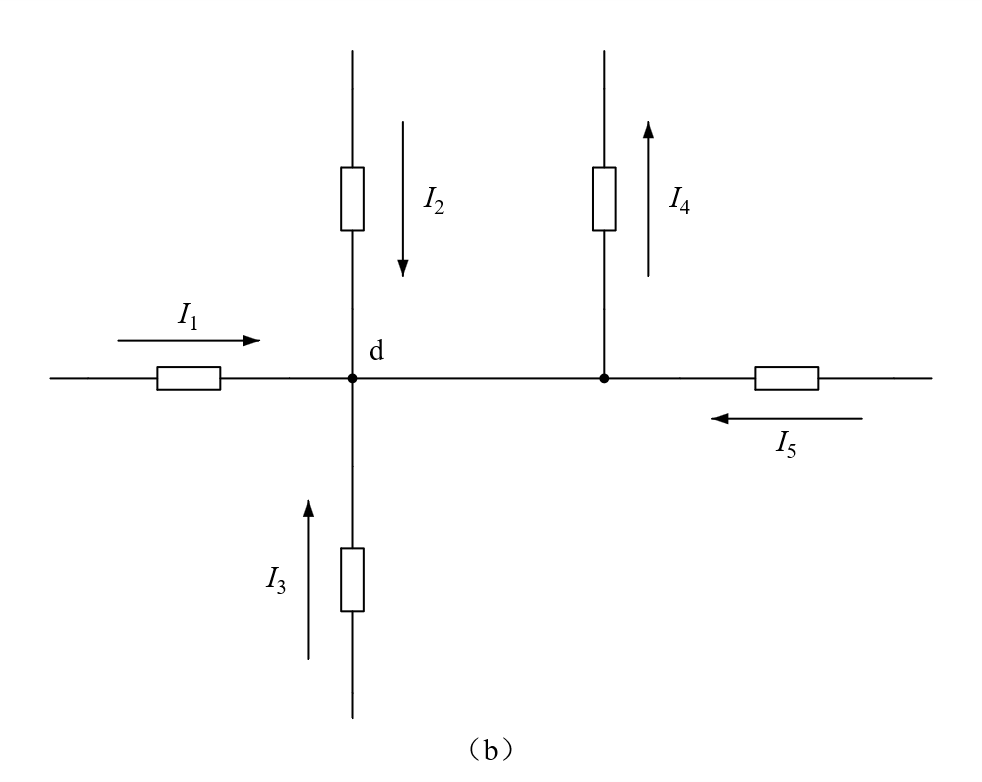 I₂
I₄
I₁
d
I₅
I₃
（b）